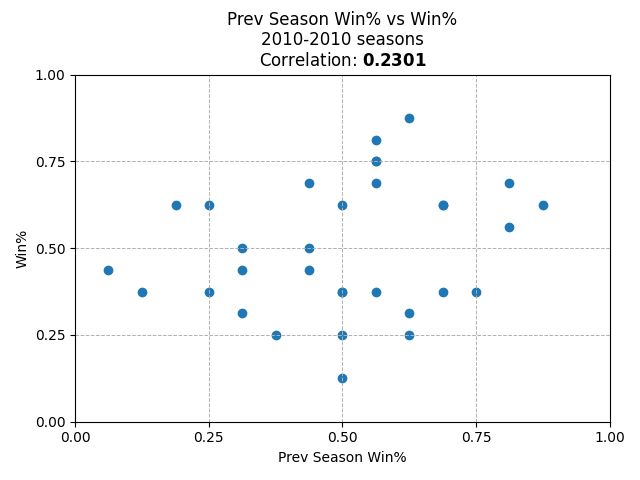 Prev Season Win% vs Win%
2010-2010 seasons
Correlation: 0.2301
1.00
0.75
0.50
0.25
0.00
Win%
0.00 0.25 0.50 0.75 1.00
Prev Season Win%